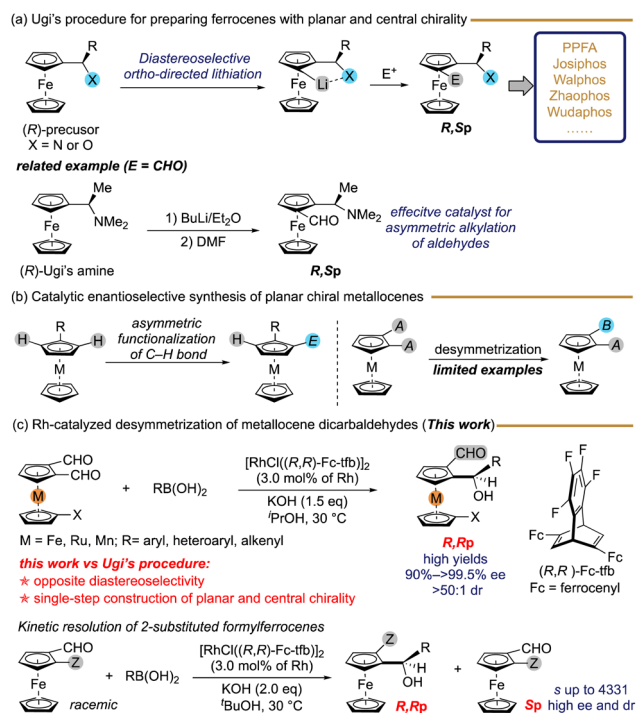 (a) Ugi's procedure for preparing ferrocenes with planar and central chirality
R
X
Fe
(R)-precusor
X = N or O
Diastereoselective
ortho-directed lithiation
R
X
Fe
Li
E⁺
R
Fe
E
X
R,Sp
PPFA
Josiphos
Walphos
Zhaophos
Wudaphos
......
related example (E = CHO)
Me
NMe₂
Fe
(R)-Ugi's amine
1) BuLi/Et₂O
2) DMF
Me
CHO
NMe₂
Fe
R,Sp
effecitve catalyst for
asymmetric alkylation
of aldehydes
(b) Catalytic enantioselective synthesis of planar chiral metallocenes
R
H
H
M
asymmetric
functionalization
of C–H bond
R
H
E
M
A
A
M
desymmetrization
limited examples
B
A
M
(c) Rh-catalyzed desymmetrization of metallocene dicarbaldehydes (This work)
CHO
CHO
M
X
+
RB(OH)₂
[RhCl((R,R)-Fc-tfb)]₂
(3.0 mol% of Rh)
KOH (1.5 eq)
ⁱPrOH, 30 °C
CHO
R
H
OH
M
X
R,Rp
high yields
90%–>99.5% ee
>50:1 dr
F
F
F
F
Fc
Fc
(R,R )-Fc-tfb
Fc = ferrocenyl
M = Fe, Ru, Mn; R= aryl, heteroaryl, alkenyl
this work vs Ugi's procedure:
✯ opposite diastereoselectivity
✯ single-step construction of planar and central chirality
Kinetic resolution of 2-substituted formylferrocenes
CHO
Z
Fe
racemic
+
RB(OH)₂
[RhCl((R,R)-Fc-tfb)]₂
(3.0 mol% of Rh)
KOH (2.0 eq)
ᵗBuOH, 30 °C
Z
R
H
OH
Fe
R,Rp
+
CHO
Z
Fe
Sp
s up to 4331
high ee and dr